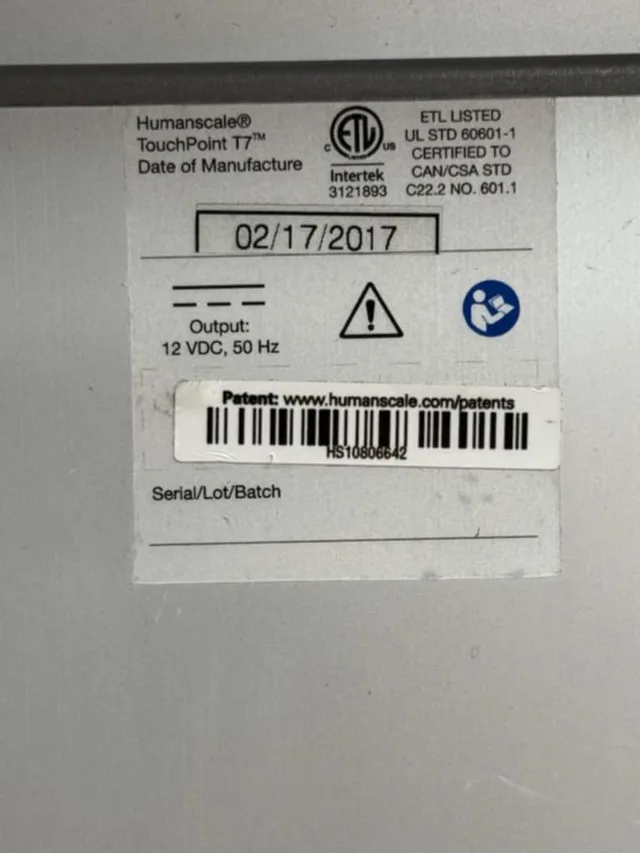 Humanscale®
TouchPoint T7™
Date of Manufacture
C ETL US
Intertek
3121893
ETL LISTED
UL STD 60601-1
CERTIFIED TO
CAN/CSA STD
C22.2 NO. 601.1
02/17/2017
Output:
12 VDC, 50 Hz
Patent: www.humanscale.com/patents
HS10806642
Serial/Lot/Batch